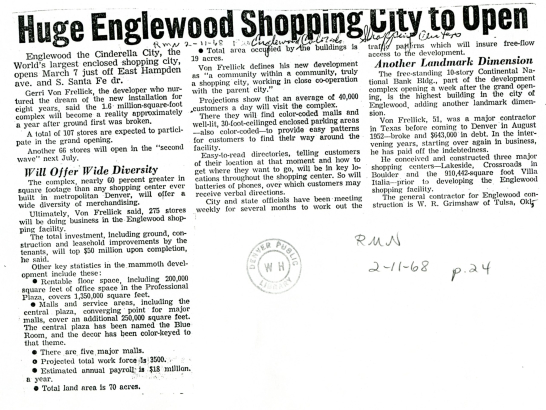 Huge Englewood Shopping City to Open
RMN 2-11-68
Englewood, Colorado
Shopping Centers
Englewood the Cinderella City, the
World's largest enclosed shopping city,
opens March 7 just off East Hampden
ave. and S. Santa Fe dr.
Gerri Von Frellick, the developer who nur-
tured the dream of the new installation for
eight years, said the 1.6 million-square-foot
complex will become a reality approximately
a year after ground first was broken.
A total of 107 stores are expected to partici-
pate in the grand opening.
Another 66 stores will open in the "second
wave" next July.
Will Offer Wide Diversity
The complex, nearly 60 percent greater in
square footage than any shopping center ever
built in metropolitan Denver, will offer a
wide diversity of merchandising.
Ultimately, Von Frellick said, 275 stores
will be doing business in the Englewood shop-
ping facility.
The total investment, including ground, con-
struction and leasehold improvements by the
tenants, will top $50 million upon completion,
he said.
Other key statistics in the mammoth devel-
opment include these:
● Rentable floor space, including 200,000
square feet of office space in the Professional
Plaza, covers 1,350,000 square feet.
● Malls and service areas, including the
central plaza, converging point for major
malls, cover an additional 250,000 square feet.
The central plaza has been named the Blue
Room, and the decor has been color-keyed to
that theme.
● There are five major malls.
● Projected total work force is 3500.
● Estimated annual payroll is $18 million.
a year.
● Total land area is 70 acres.
● Total area occupied by the buildings is
19 acres.
Von Frellick defines his new development
as "a community within a community, truly
a shopping city, working in close co-operation
with the parent city."
Projections show that an average of 40,000
customers a day will visit the complex.
There they will find color-coded malls and
well-lit, 30-foot-ceilinged enclosed parking areas
—also color-coded—to provide easy patterns
for customers to find their way around the
facility.
Easy-to-read directories, telling customers
of their location at that moment and how to
get where they want to go, will be in key lo-
cations throughout the shopping center. So will
batteries of phones, over which customers may
receive verbal directions.
City and state officials have been meeting
weekly for several months to work out the
traffic patterns which will insure free-flow
access to the development.
Another Landmark Dimension
The free-standing 10-story Continental Na-
tional Bank Bldg., part of the development
complex opening a week after the grand open-
ing, is the highest building in the city of
Englewood, adding another landmark dimen-
sion.
Von Frellick, 51, was a major contractor
in Texas before coming to Denver in August
1952—broke and $643,000 in debt. In the inter-
vening years, starting over again in business,
he has paid off the indebtedness.
He conceived and constructed three major
shopping centers—Lakeside, Crossroads in
Boulder and the 910,442-square foot Villa
Italia—prior to developing the Englewood
shopping facility.
The general contractor for Englewood con-
struction is W. R. Grimshaw of Tulsa, Okla
RMN
2-11-68 p.24
DENVER PUBLIC
WH
LIBRARY